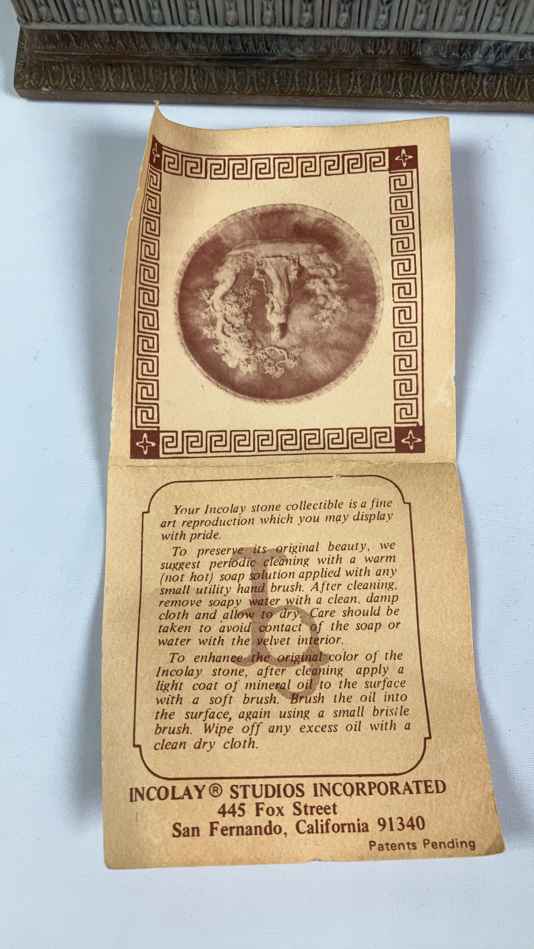 Your Incolay stone collectible is a fine
art reproduction which you may display
with pride.
To preserve its original beauty, we
suggest periodic cleaning with a warm
(not hot) soap solution applied with any
small utility hand brush. After cleaning,
remove soapy water with a clean, damp
cloth and allow to dry. Care should be
taken to avoid contact of the soap or
water with the velvet interior.
To enhance the original color of the
Incolay stone, after cleaning apply a
light coat of mineral oil to the surface
with a soft brush. Brush the oil into
the surface, again using a small bristle
brush. Wipe off any excess oil with a
clean dry cloth.
INCOLAY® STUDIOS INCORPORATED
445 Fox Street
San Fernando, California 91340
Patents Pending